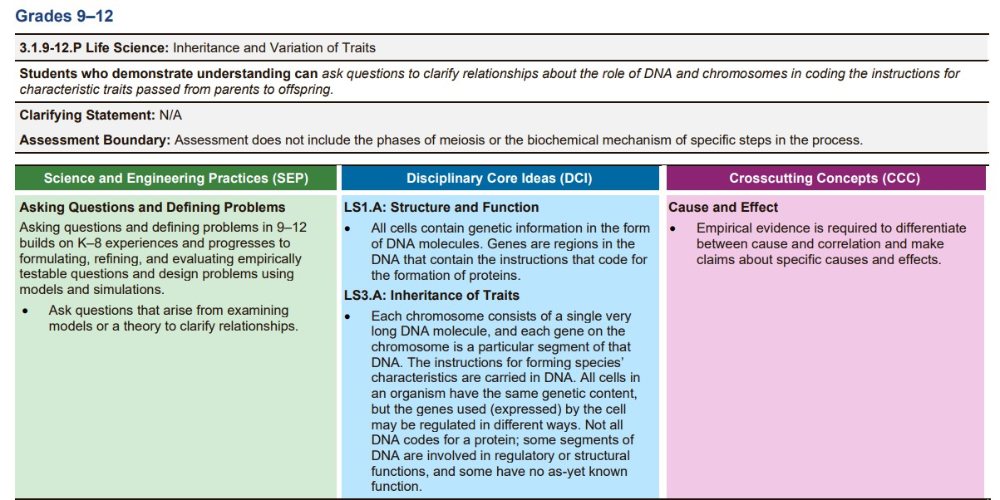 Grades 9–12
3.1.9-12.P Life Science: Inheritance and Variation of Traits
Students who demonstrate understanding can ask questions to clarify relationships about the role of DNA and chromosomes in coding the instructions for
characteristic traits passed from parents to offspring.
Clarifying Statement: N/A
Assessment Boundary: Assessment does not include the phases of meiosis or the biochemical mechanism of specific steps in the process.
Science and Engineering Practices (SEP)
Asking Questions and Defining Problems
Asking questions and defining problems in 9–12
builds on K–8 experiences and progresses to
formulating, refining, and evaluating empirically
testable questions and design problems using
models and simulations.
• Ask questions that arise from examining
models or a theory to clarify relationships.
Disciplinary Core Ideas (DCI)
LS1.A: Structure and Function
• All cells contain genetic information in the form
of DNA molecules. Genes are regions in the
DNA that contain the instructions that code for
the formation of proteins.
LS3.A: Inheritance of Traits
• Each chromosome consists of a single very
long DNA molecule, and each gene on the
chromosome is a particular segment of that
DNA. The instructions for forming species’
characteristics are carried in DNA. All cells in
an organism have the same genetic content,
but the genes used (expressed) by the cell
may be regulated in different ways. Not all
DNA codes for a protein; some segments of
DNA are involved in regulatory or structural
functions, and some have no as-yet known
function.
Crosscutting Concepts (CCC)
Cause and Effect
• Empirical evidence is required to differentiate
between cause and correlation and make
claims about specific causes and effects.